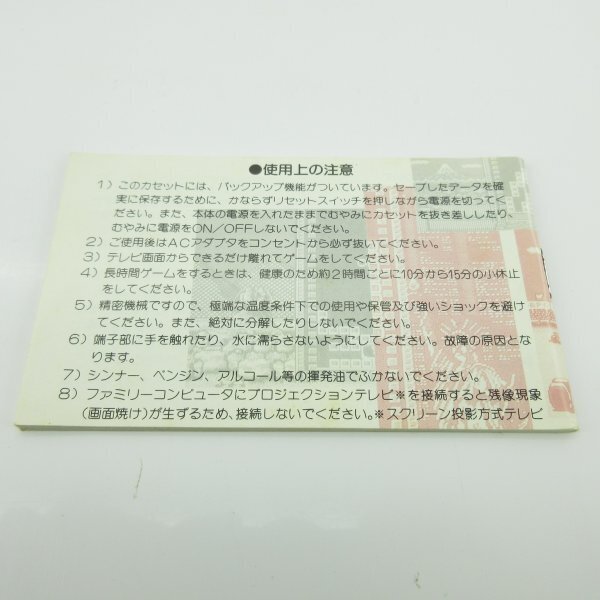 ●使用上の注意
1）このカセットには、バックアップ機能がついています。セーブしたデータを確
実に保存するために、かならずリセットスイッチを押しながら電源を切ってく
ださい。また、本体の電源を入れたままでむやみにカセットを抜き差ししたり、
むやみに電源をON／OFFしないでください。
2）ご使用後はACアダプタをコンセントから必ず抜いてください。
3）テレビ画面からできるだけ離れてゲームをしてください。
4）長時間ゲームをするときは、健康のため約2時間ごとに10分から15分の小休止
をしてください。
5）精密機械ですので、極端な温度条件下での使用や保管及び強いショックを避け
てください。また、絶対に分解したりしないでください。
6）端子部に手を触れたり、水に濡らさないようにしてください。故障の原因とな
ります。
7）シンナー、ベンジン、アルコール等の揮発油でふかないでください。
8）ファミリーコンピュータにプロジェクションテレビ※を接続すると残像現象
（画面焼け）が生ずるため、接続しないでください。※スクリーン投影方式テレビ